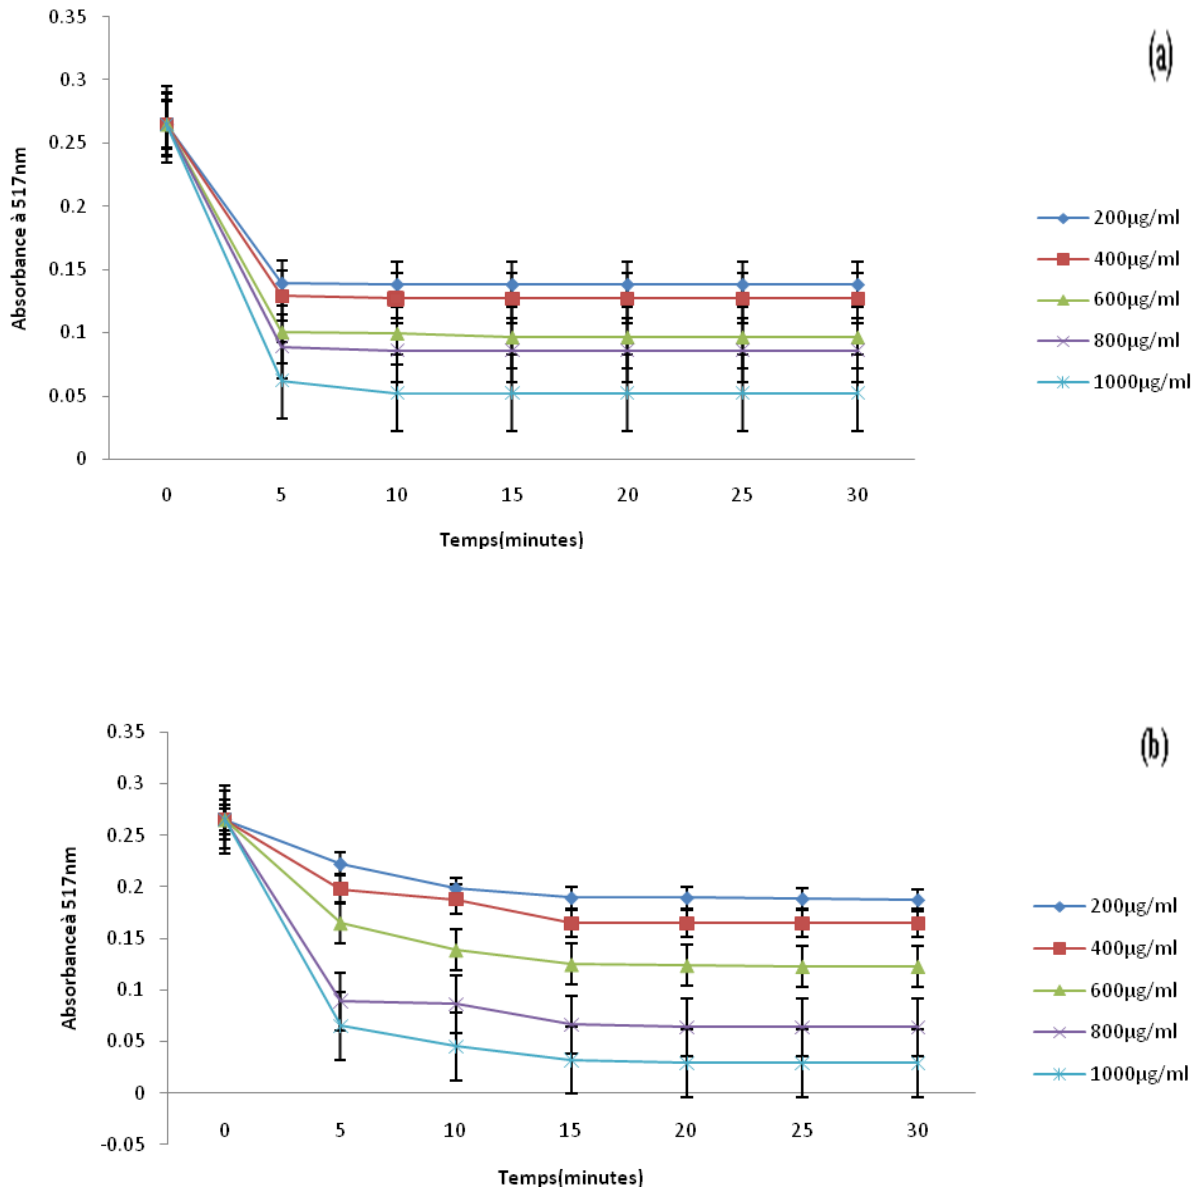 (a)
0.35
0.3
0.25
0.2
0.15
0.1
0.05
0
Absorbance à 517nm
0 5 10 15 20 25 30
Temps(minutes)
200µg/ml
400µg/ml
600µg/ml
800µg/ml
1000µg/ml
(b)
0.35
0.3
0.25
0.2
0.15
0.1
0.05
0
-0.05
Absorbanceà 517nm
0 5 10 15 20 25 30
Temps(minutes)
200µg/ml
400µg/ml
600µg/ml
800µg/ml
1000µg/ml